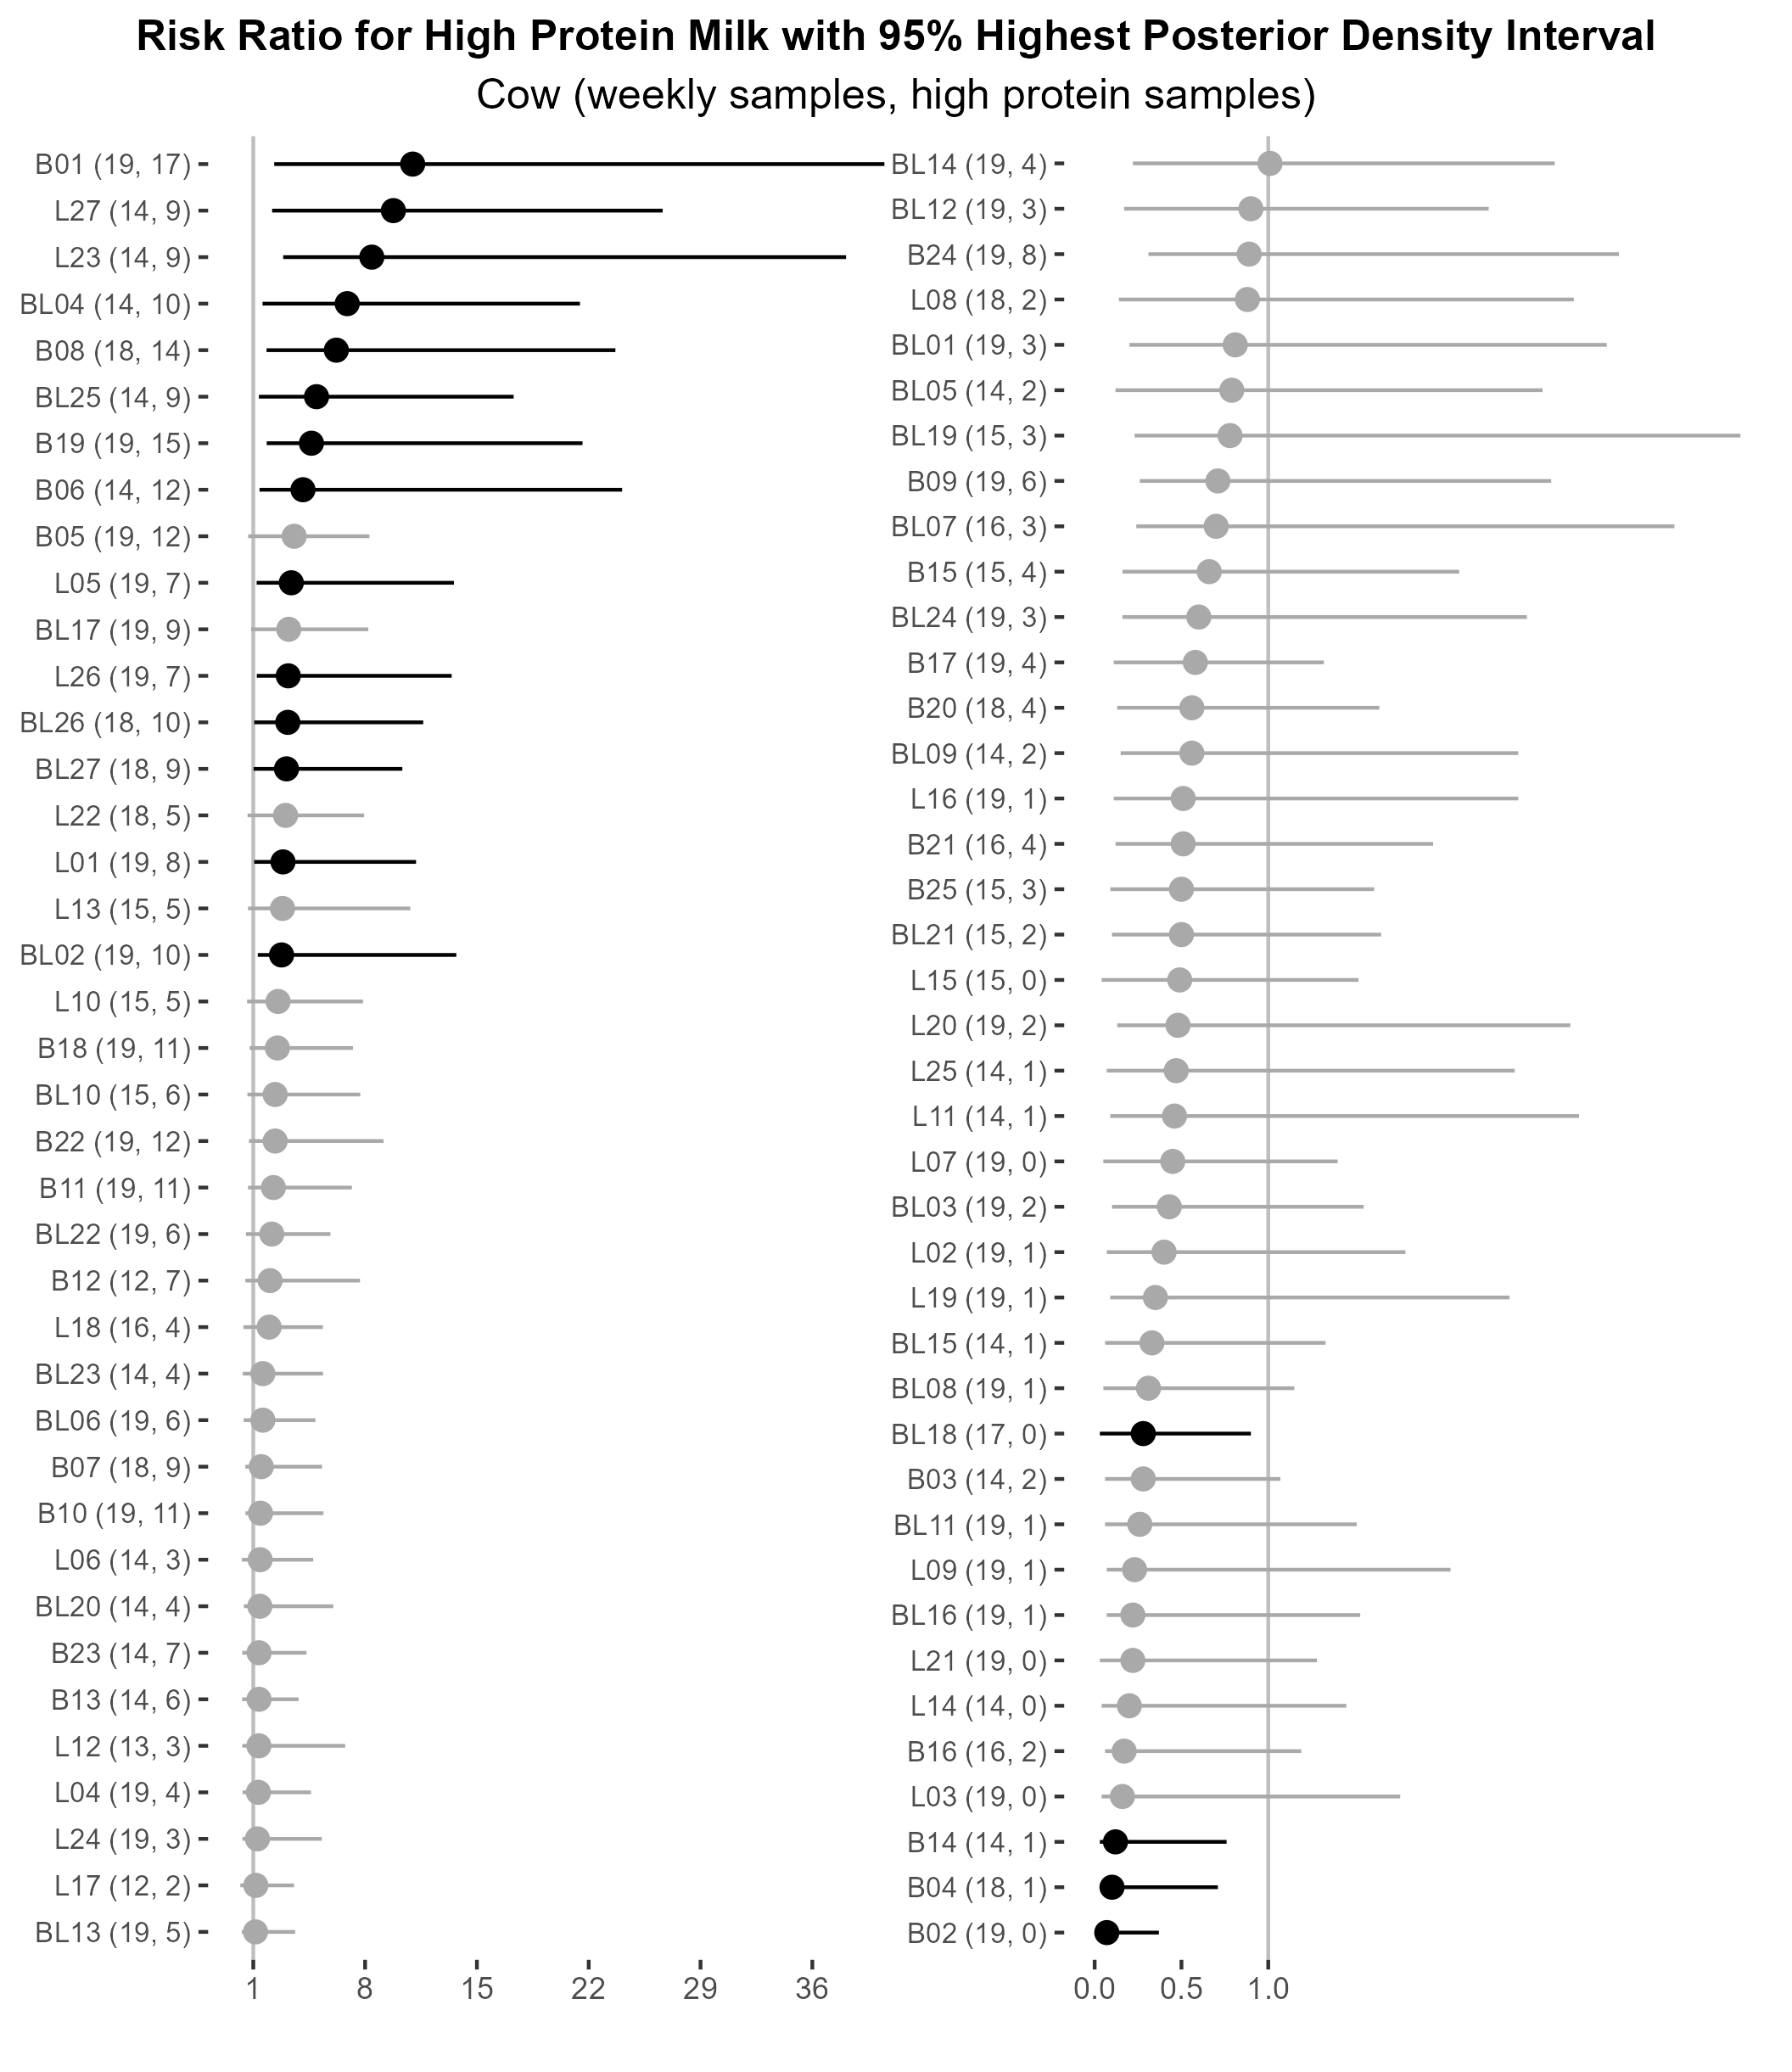 Risk Ratio for High Protein Milk with 95% Highest Posterior Density Interval
Cow (weekly samples, high protein samples)
B01 (19, 17)
L27 (14, 9)
L23 (14, 9)
BL04 (14, 10)
B08 (18, 14)
BL25 (14, 9)
B19 (19, 15)
B06 (14, 12)
B05 (19, 12)
L05 (19, 7)
BL17 (19, 9)
L26 (19, 7)
BL26 (18, 10)
BL27 (18, 9)
L22 (18, 5)
L01 (19, 8)
L13 (15, 5)
BL02 (19, 10)
L10 (15, 5)
B18 (19, 11)
BL10 (15, 6)
B22 (19, 12)
B11 (19, 11)
BL22 (19, 6)
B12 (12, 7)
L18 (16, 4)
BL23 (14, 4)
BL06 (19, 6)
B07 (18, 9)
B10 (19, 11)
L06 (14, 3)
BL20 (14, 4)
B23 (14, 7)
B13 (14, 6)
L12 (13, 3)
L04 (19, 4)
L24 (19, 3)
L17 (12, 2)
BL13 (19, 5)
1 8 15 22 29 36
BL14 (19, 4)
BL12 (19, 3)
B24 (19, 8)
L08 (18, 2)
BL01 (19, 3)
BL05 (14, 2)
BL19 (15, 3)
B09 (19, 6)
BL07 (16, 3)
B15 (15, 4)
BL24 (19, 3)
B17 (19, 4)
B20 (18, 4)
BL09 (14, 2)
L16 (19, 1)
B21 (16, 4)
B25 (15, 3)
BL21 (15, 2)
L15 (15, 0)
L20 (19, 2)
L25 (14, 1)
L11 (14, 1)
L07 (19, 0)
BL03 (19, 2)
L02 (19, 1)
L19 (19, 1)
BL15 (14, 1)
BL08 (19, 1)
BL18 (17, 0)
B03 (14, 2)
BL11 (19, 1)
L09 (19, 1)
BL16 (19, 1)
L21 (19, 0)
L14 (14, 0)
B16 (16, 2)
L03 (19, 0)
B14 (14, 1)
B04 (18, 1)
B02 (19, 0)
0.0 0.5 1.0